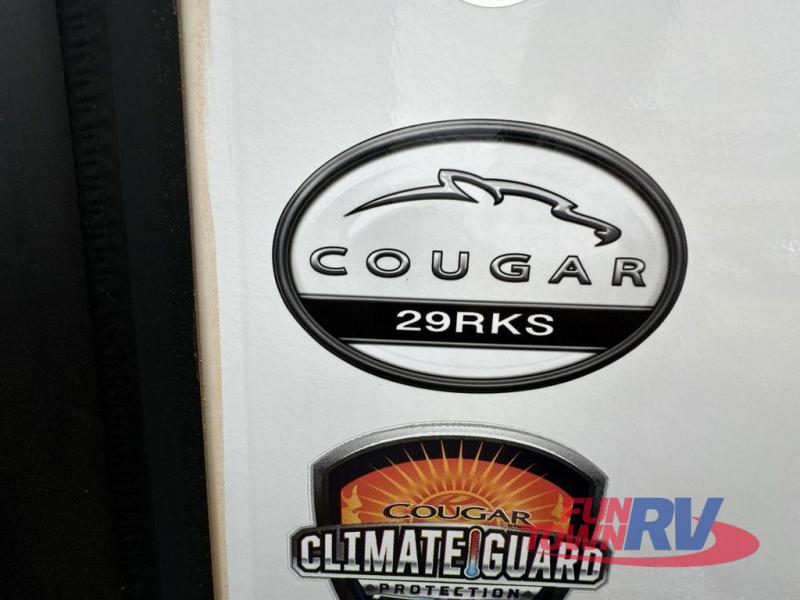 COUGAR
29RKS
COUGAR
CLIMATE GUARD
PROTECTION
FUN TOWN RV